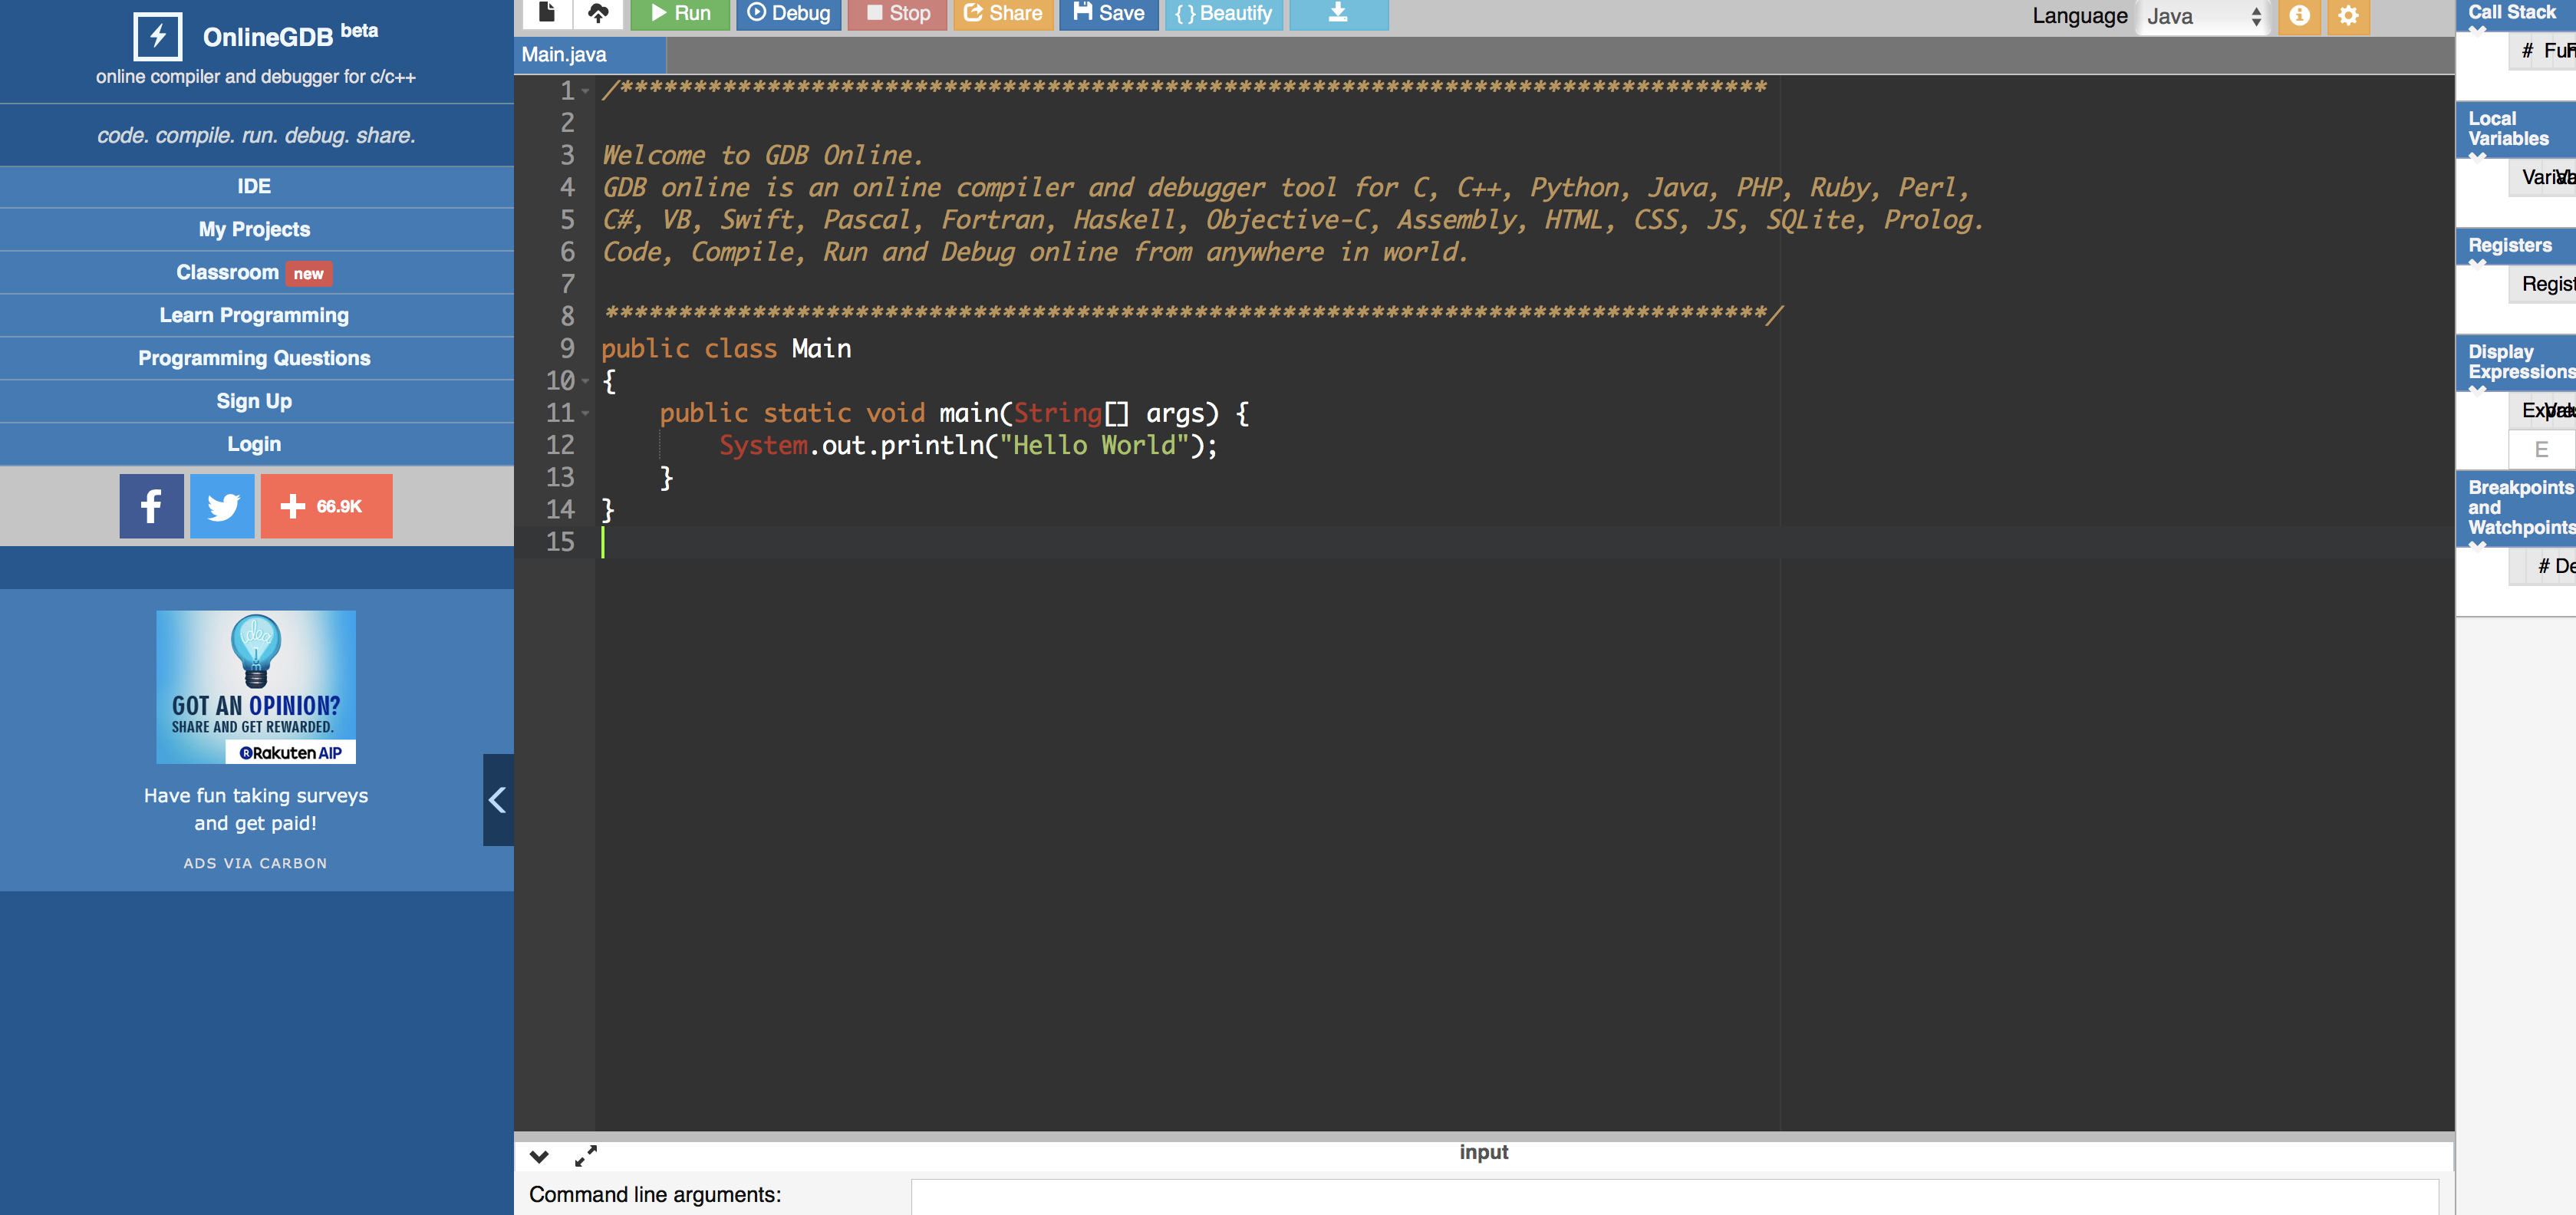 OnlineGDB beta
online compiler and debugger for c/c++
code. compile. run. debug. share.
IDE
My Projects
Classroom new
Learn Programming
Programming Questions
Sign Up
Login
66.9K
idea
GOT AN OPINION?
SHARE AND GET REWARDED.
Rakuten AIP
Have fun taking surveys
and get paid!
ADS VIA CARBON
Run Debug Stop Share Save {} Beautify
Language Java
Main.java
1 /******************************************************************************
2
3 Welcome to GDB Online.
4 GDB online is an online compiler and debugger tool for C, C++, Python, Java, PHP, Ruby, Perl,
5 C#, VB, Swift, Pascal, Fortran, Haskell, Objective-C, Assembly, HTML, CSS, JS, SQLite, Prolog.
6 Code, Compile, Run and Debug online from anywhere in world.
7
8 *******************************************************************************/
9 public class Main
10 {
11 public static void main(String[] args) {
12 System.out.println("Hello World");
13 }
14 }
15
input
Command line arguments:
Call Stack
#
Local
Variables
Registers
Regist
Display
Expressions
E
Breakpoints
and
Watchpoints
# De